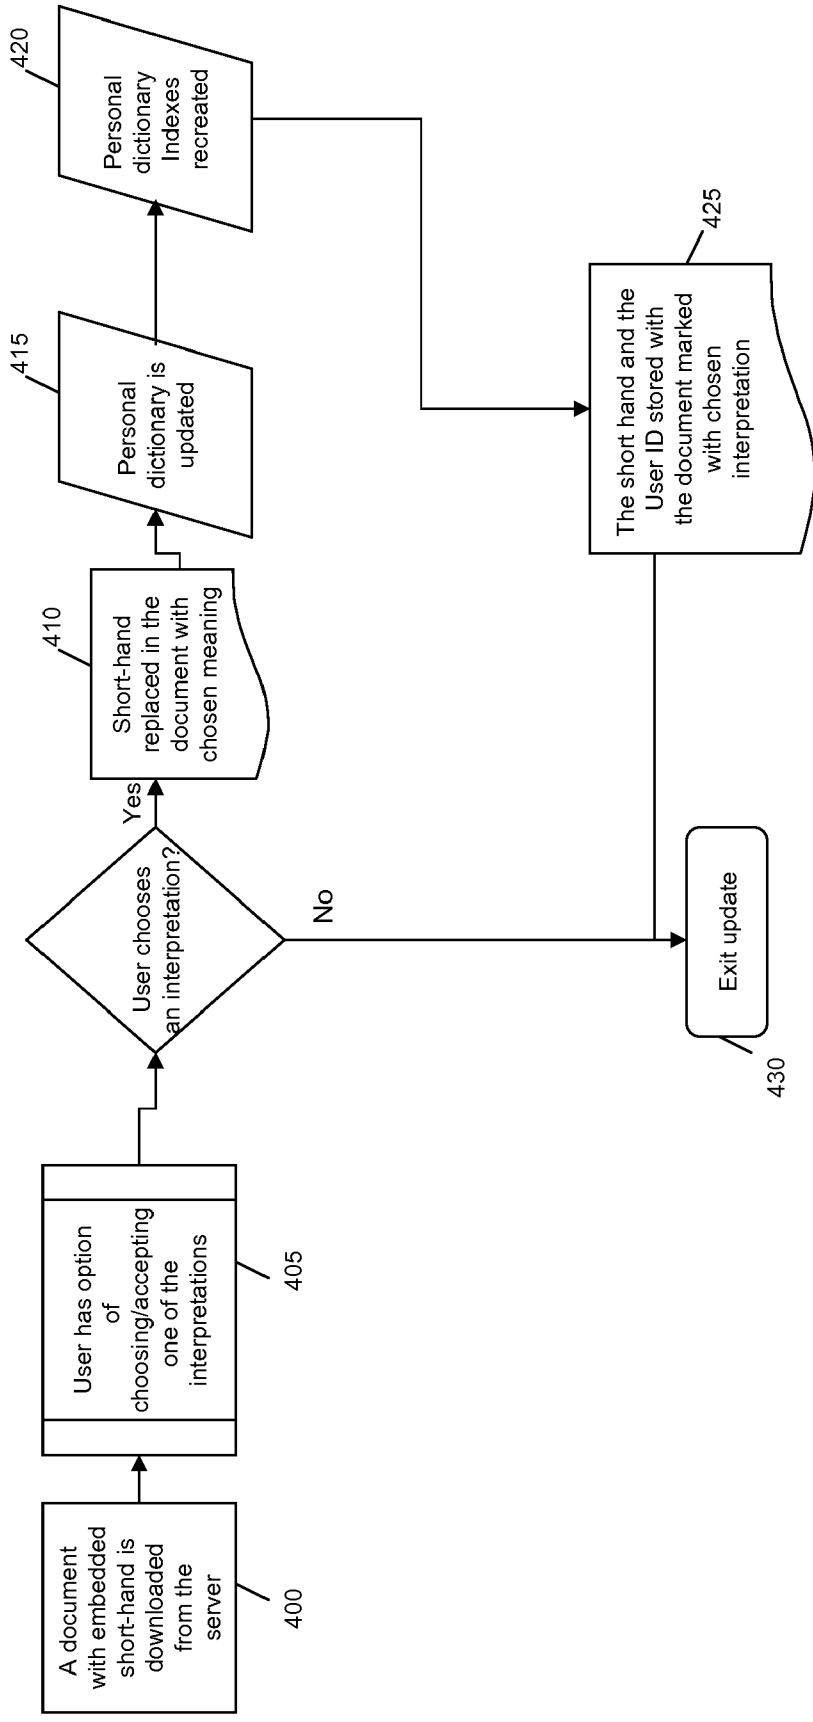 A document
with embedded
short-hand is
downloaded
from the
server
400
User has option
of
choosing/accepting
one of the
interpretations
405
User chooses
an interpretation?
Yes
No
410
Short-hand
replaced in the
document with
chosen meaning
415
Personal
dictionary is
updated
420
Personal
dictionary
Indexes
recreated
425
The short hand and the
User ID stored with
the document marked
with chosen
interpretation
Exit update
430